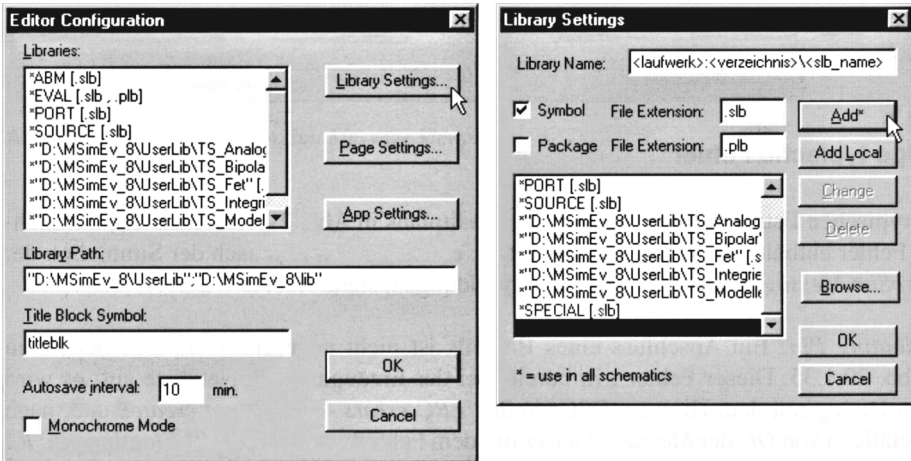 Editor Configuration
Libraries:
*ABM [.slb]
*EVAL [.slb , .plb]
*PORT [.slb]
*SOURCE [.slb]
*"D:\MSimEv_8\UserLib\TS_Analog
*"D:\MSimEv_8\UserLib\TS_Bipola
*"D:\MSimEv_8\UserLib\TS_Fet" [.
*"D:\MSimEv_8\UserLib\TS_Integri
*"D:\MSimEv_8\UserLib\TS_Model
Library Settings...
Page Settings...
App Settings...
Library Path:
"D:\MSimEv_8\UserLib";"D:\MSimEv_8\lib"
Title Block Symbol:
titleblk
Autosave interval: 10 min.
Monochrome Mode
OK
Cancel
Library Settings
Library Name: <laufwerk>:<verzeichnis>\<slb_name>
Symbol File Extension: .slb
Package File Extension: .plb
Add*
Add Local
Change
Delete
Browse...
*PORT [.slb]
*SOURCE [.slb]
*"D:\MSimEv_8\UserLib\TS_Analog
*"D:\MSimEv_8\UserLib\TS_Bipolar"
*"D:\MSimEv_8\UserLib\TS_Fet" [.s
*"D:\MSimEv_8\UserLib\TS_Integrie
*"D:\MSimEv_8\UserLib\TS_Modelle
*SPECIAL [.slb]
* = use in all schematics
OK
Cancel